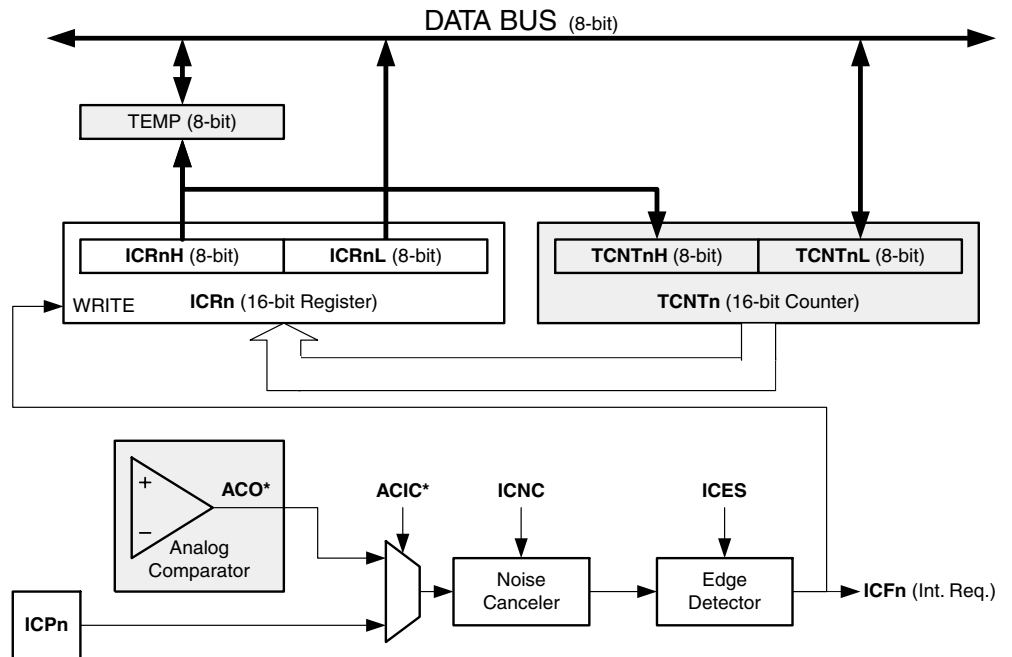 DATA BUS (8-bit)
TEMP (8-bit)
ICRnH (8-bit)
ICRnL (8-bit)
TCNTnH (8-bit)
TCNTnL (8-bit)
WRITE
ICRn (16-bit Register)
TCNTn (16-bit Counter)
+
−
ACO*
Analog
Comparator
ACIC*
ICNC
ICES
Noise
Canceler
Edge
Detector
ICFn (Int. Req.)
ICPn